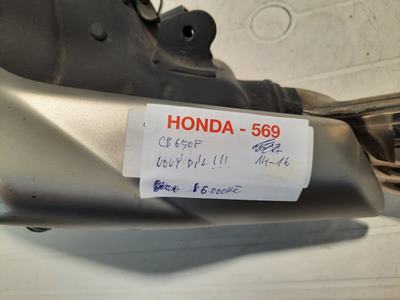 HONDA - 569
CB 650F
NOVÝ DÍL!!! 14-16
6.000KČ